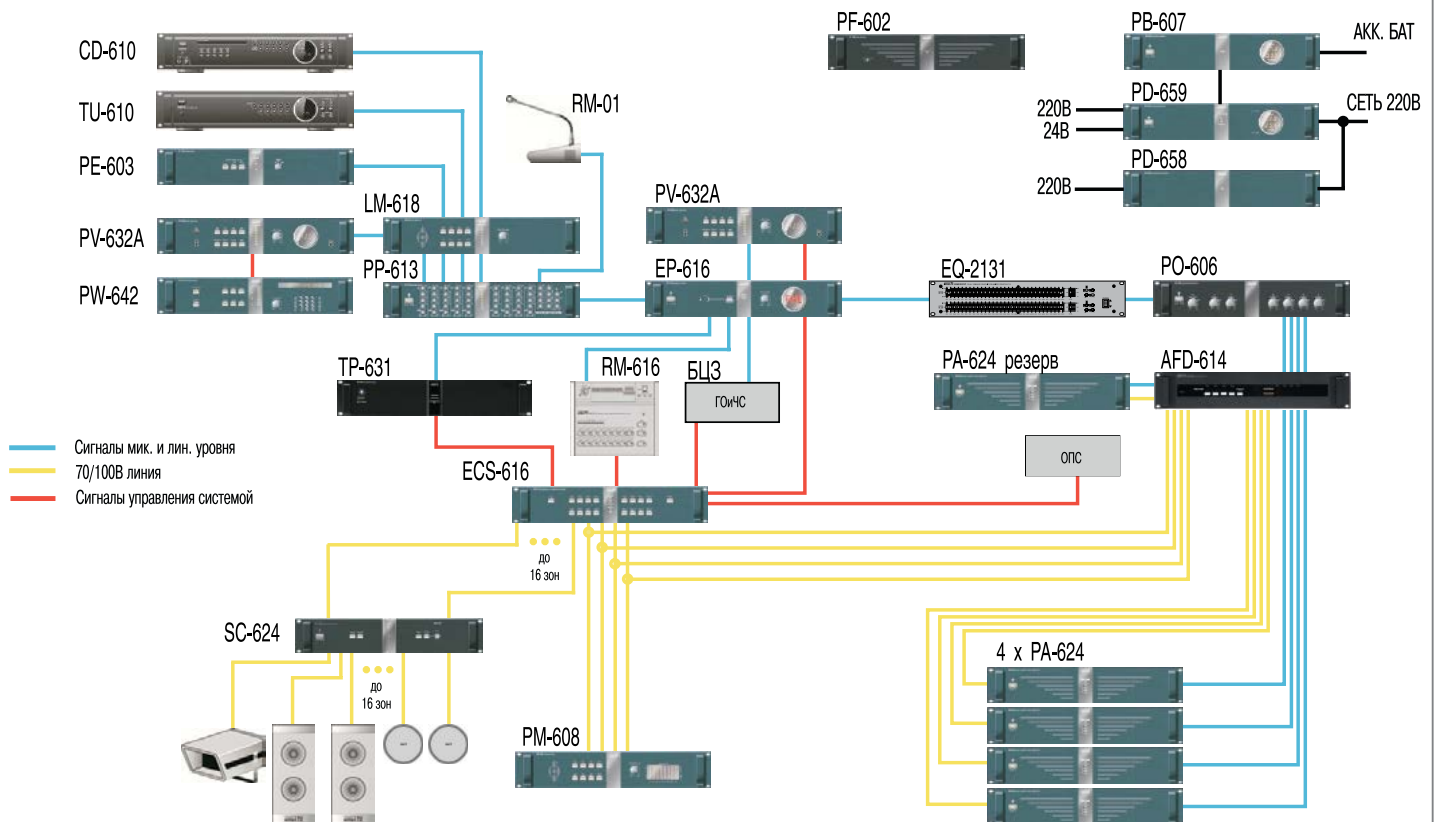 CD-610
TU-610
PE-603
PV-632A
PW-642
LM-618
PP-613
RM-01
PF-602
PB-607
АКК. БАТ
PD-659
220В
24В
СЕТЬ 220В
PD-658
220В
PV-632A
EP-616
EQ-2131
PO-606
TP-631
RM-616
БЦЗ
ГОиЧС
PA-624 резерв
AFD-614
Сигналы мик. и лин. уровня
70/100В линия
Сигналы управления системой
ECS-616
ОПС
до
16 зон
SC-624
до
16 зон
4 x PA-624
PM-608